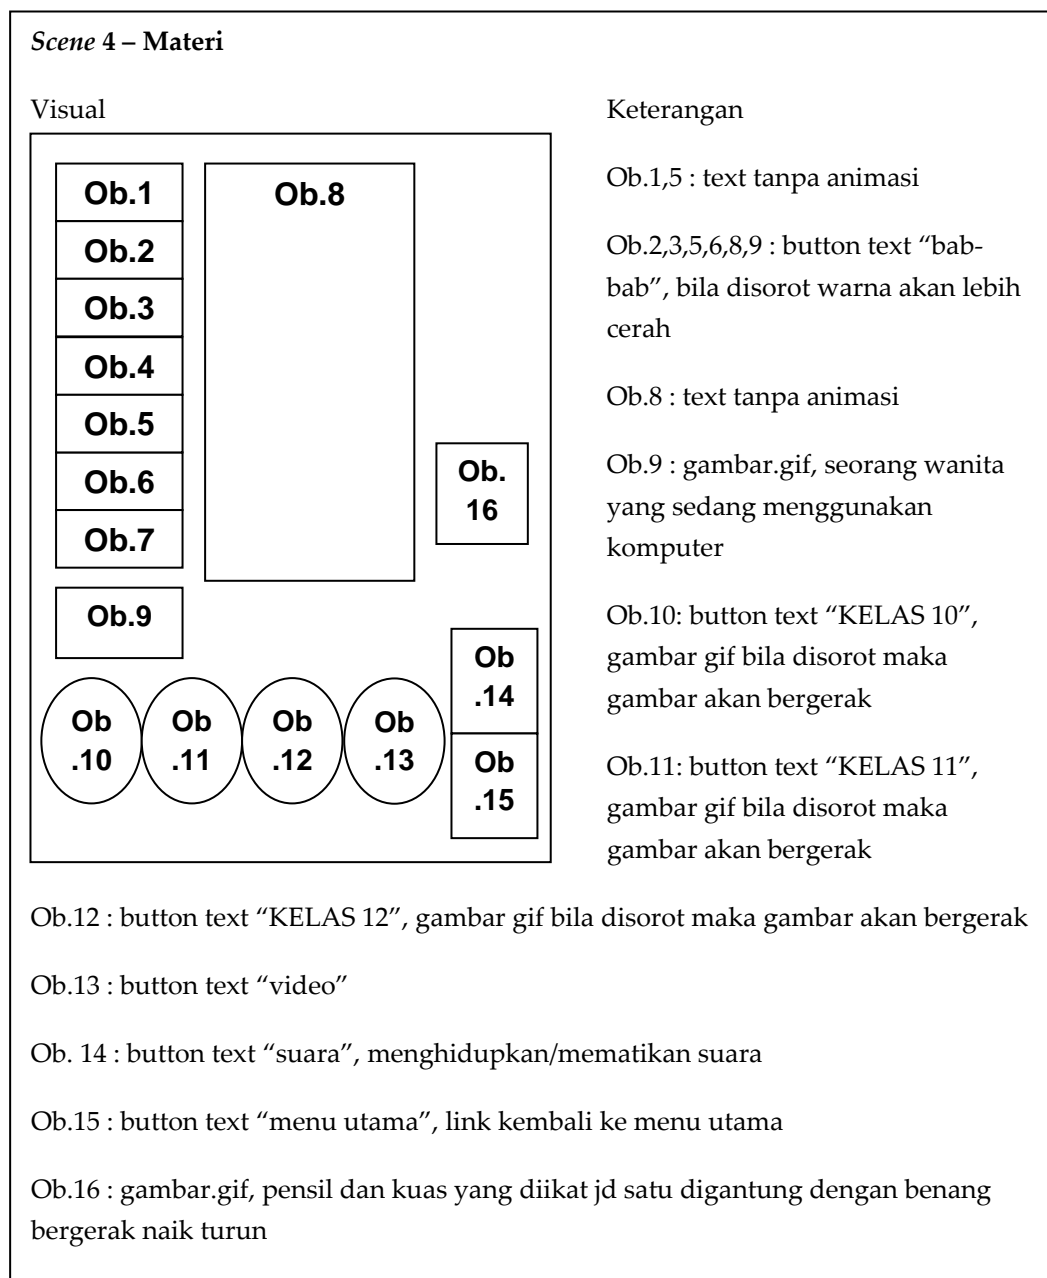 Scene 4 – Materi
Visual
Keterangan
Ob.1
Ob.2
Ob.3
Ob.4
Ob.5
Ob.6
Ob.7
Ob.8
Ob.9
Ob.
16
Ob
.10
Ob
.11
Ob
.12
Ob
.13
Ob
.14
Ob
.15
Ob.1,5 : text tanpa animasi
Ob.2,3,5,6,8,9 : button text “bab-
bab”, bila disorot warna akan lebih
cerah
Ob.8 : text tanpa animasi
Ob.9 : gambar.gif, seorang wanita
yang sedang menggunakan
komputer
Ob.10: button text “KELAS 10”,
gambar gif bila disorot maka
gambar akan bergerak
Ob.11: button text “KELAS 11”,
gambar gif bila disorot maka
gambar akan bergerak
Ob.12 : button text “KELAS 12”, gambar gif bila disorot maka gambar akan bergerak
Ob.13 : button text “video”
Ob. 14 : button text “suara”, menghidupkan/mematikan suara
Ob.15 : button text “menu utama”, link kembali ke menu utama
Ob.16 : gambar.gif, pensil dan kuas yang diikat jd satu digantung dengan benang
bergerak naik turun